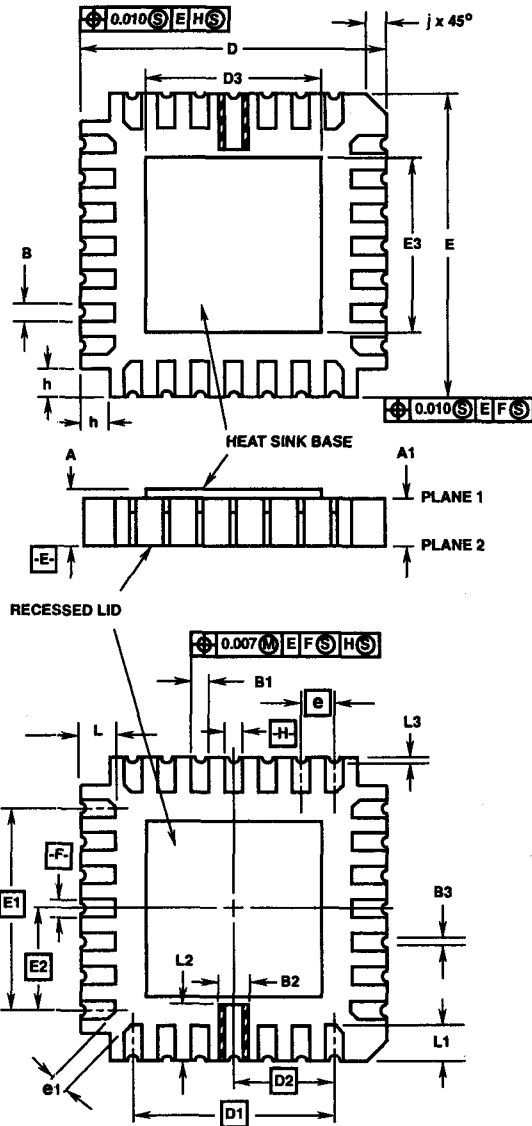 ⌖ 0.010 Ⓢ E H Ⓢ
j x 45°
D
D3
B
E3
E
h
h
⌖ 0.010 Ⓢ E F Ⓢ
HEAT SINK BASE
A
A1
PLANE 1
-E-
PLANE 2
RECESSED LID
⌖ 0.007 Ⓜ E F Ⓢ H Ⓢ
B1
e
L
-H-
L3
-F-
E1
E2
B3
L2
B2
L1
e1
D2
D1